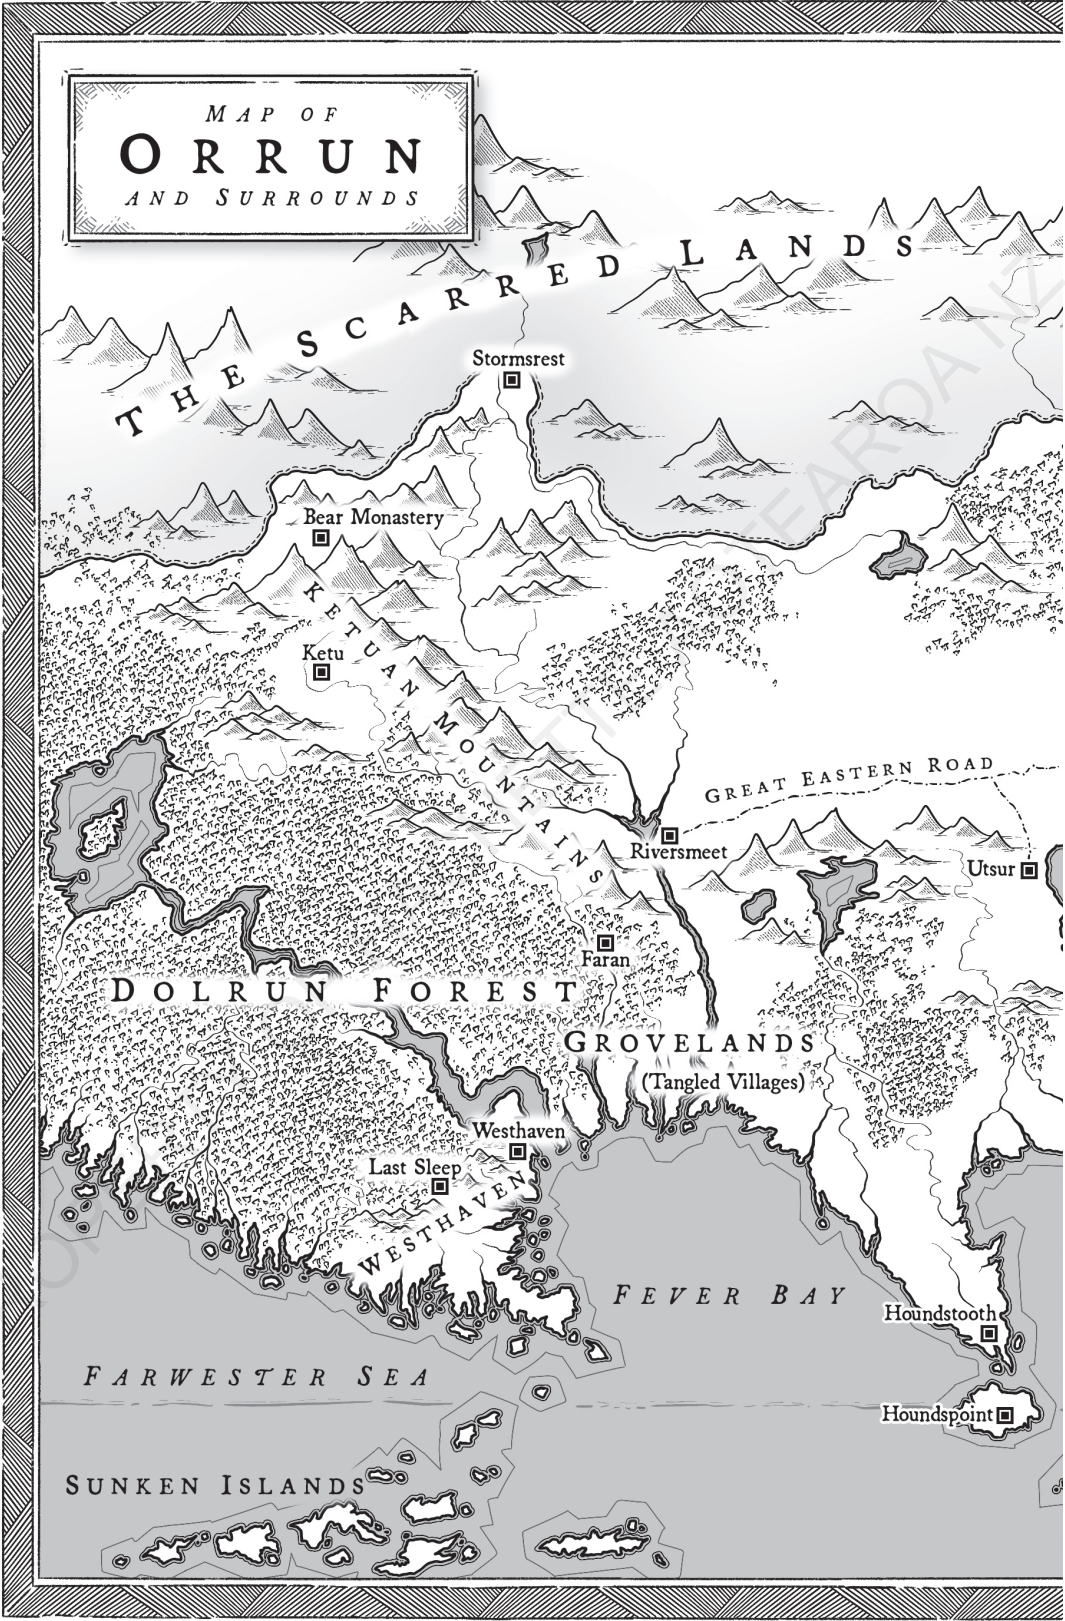 MAP OF
ORRUN
AND SURROUNDS
THE SCARRED LANDS
Stormsrest
Bear Monastery
KETUAN MOUNTAINS
Ketu
GREAT EASTERN ROAD
Riversmeet
Utsur
Faran
DOLRUN FOREST
GROVELANDS
(Tangled Villages)
Westhaven
Last Sleep
WESTHAVEN
FEVER BAY
Houndstooth
FARWESTER SEA
Houndspoint
SUNKEN ISLANDS